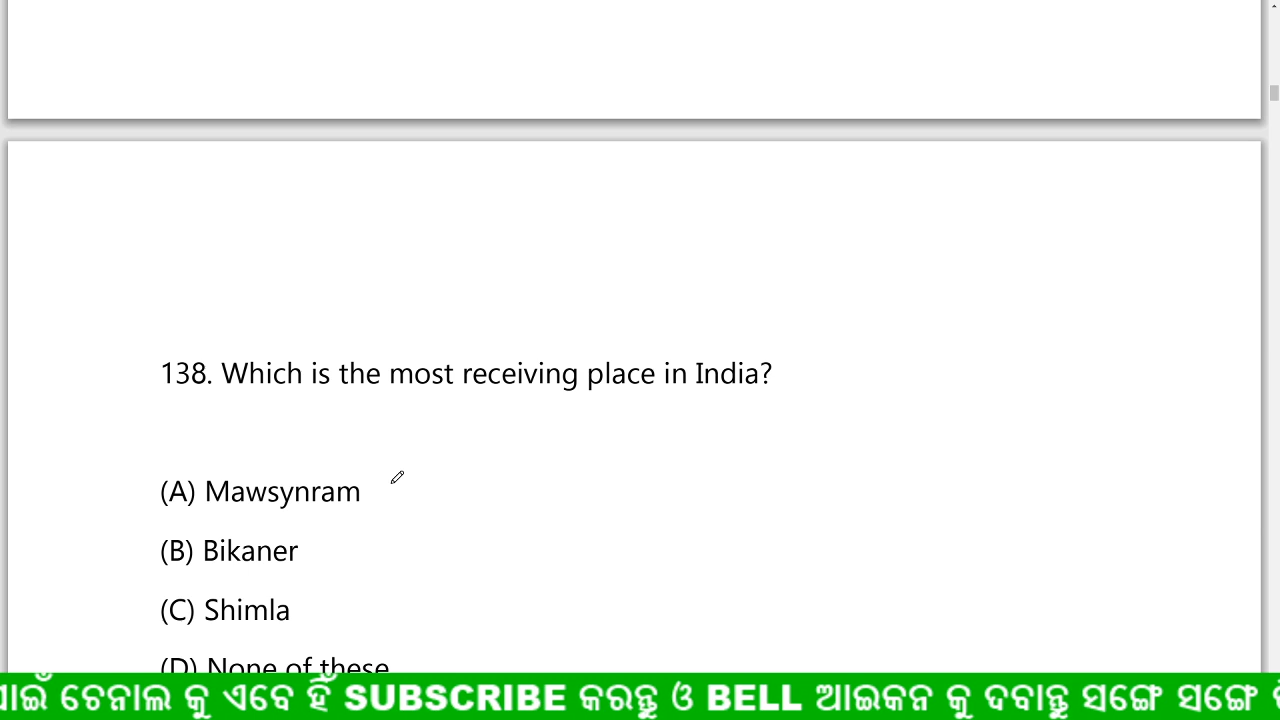 138. Which is the most receiving place in India?
(A) Mawsynram
(B) Bikaner
(C) Shimla
(D) None of these
ଚେନାଲ କୁ ଏବେ ହିଁ SUBSCRIBE କରନ୍ତୁ ଓ BELL ଆଇକନ କୁ ଦବାନ୍ତୁ ସଙ୍ଗେ ସଙ୍ଗେ